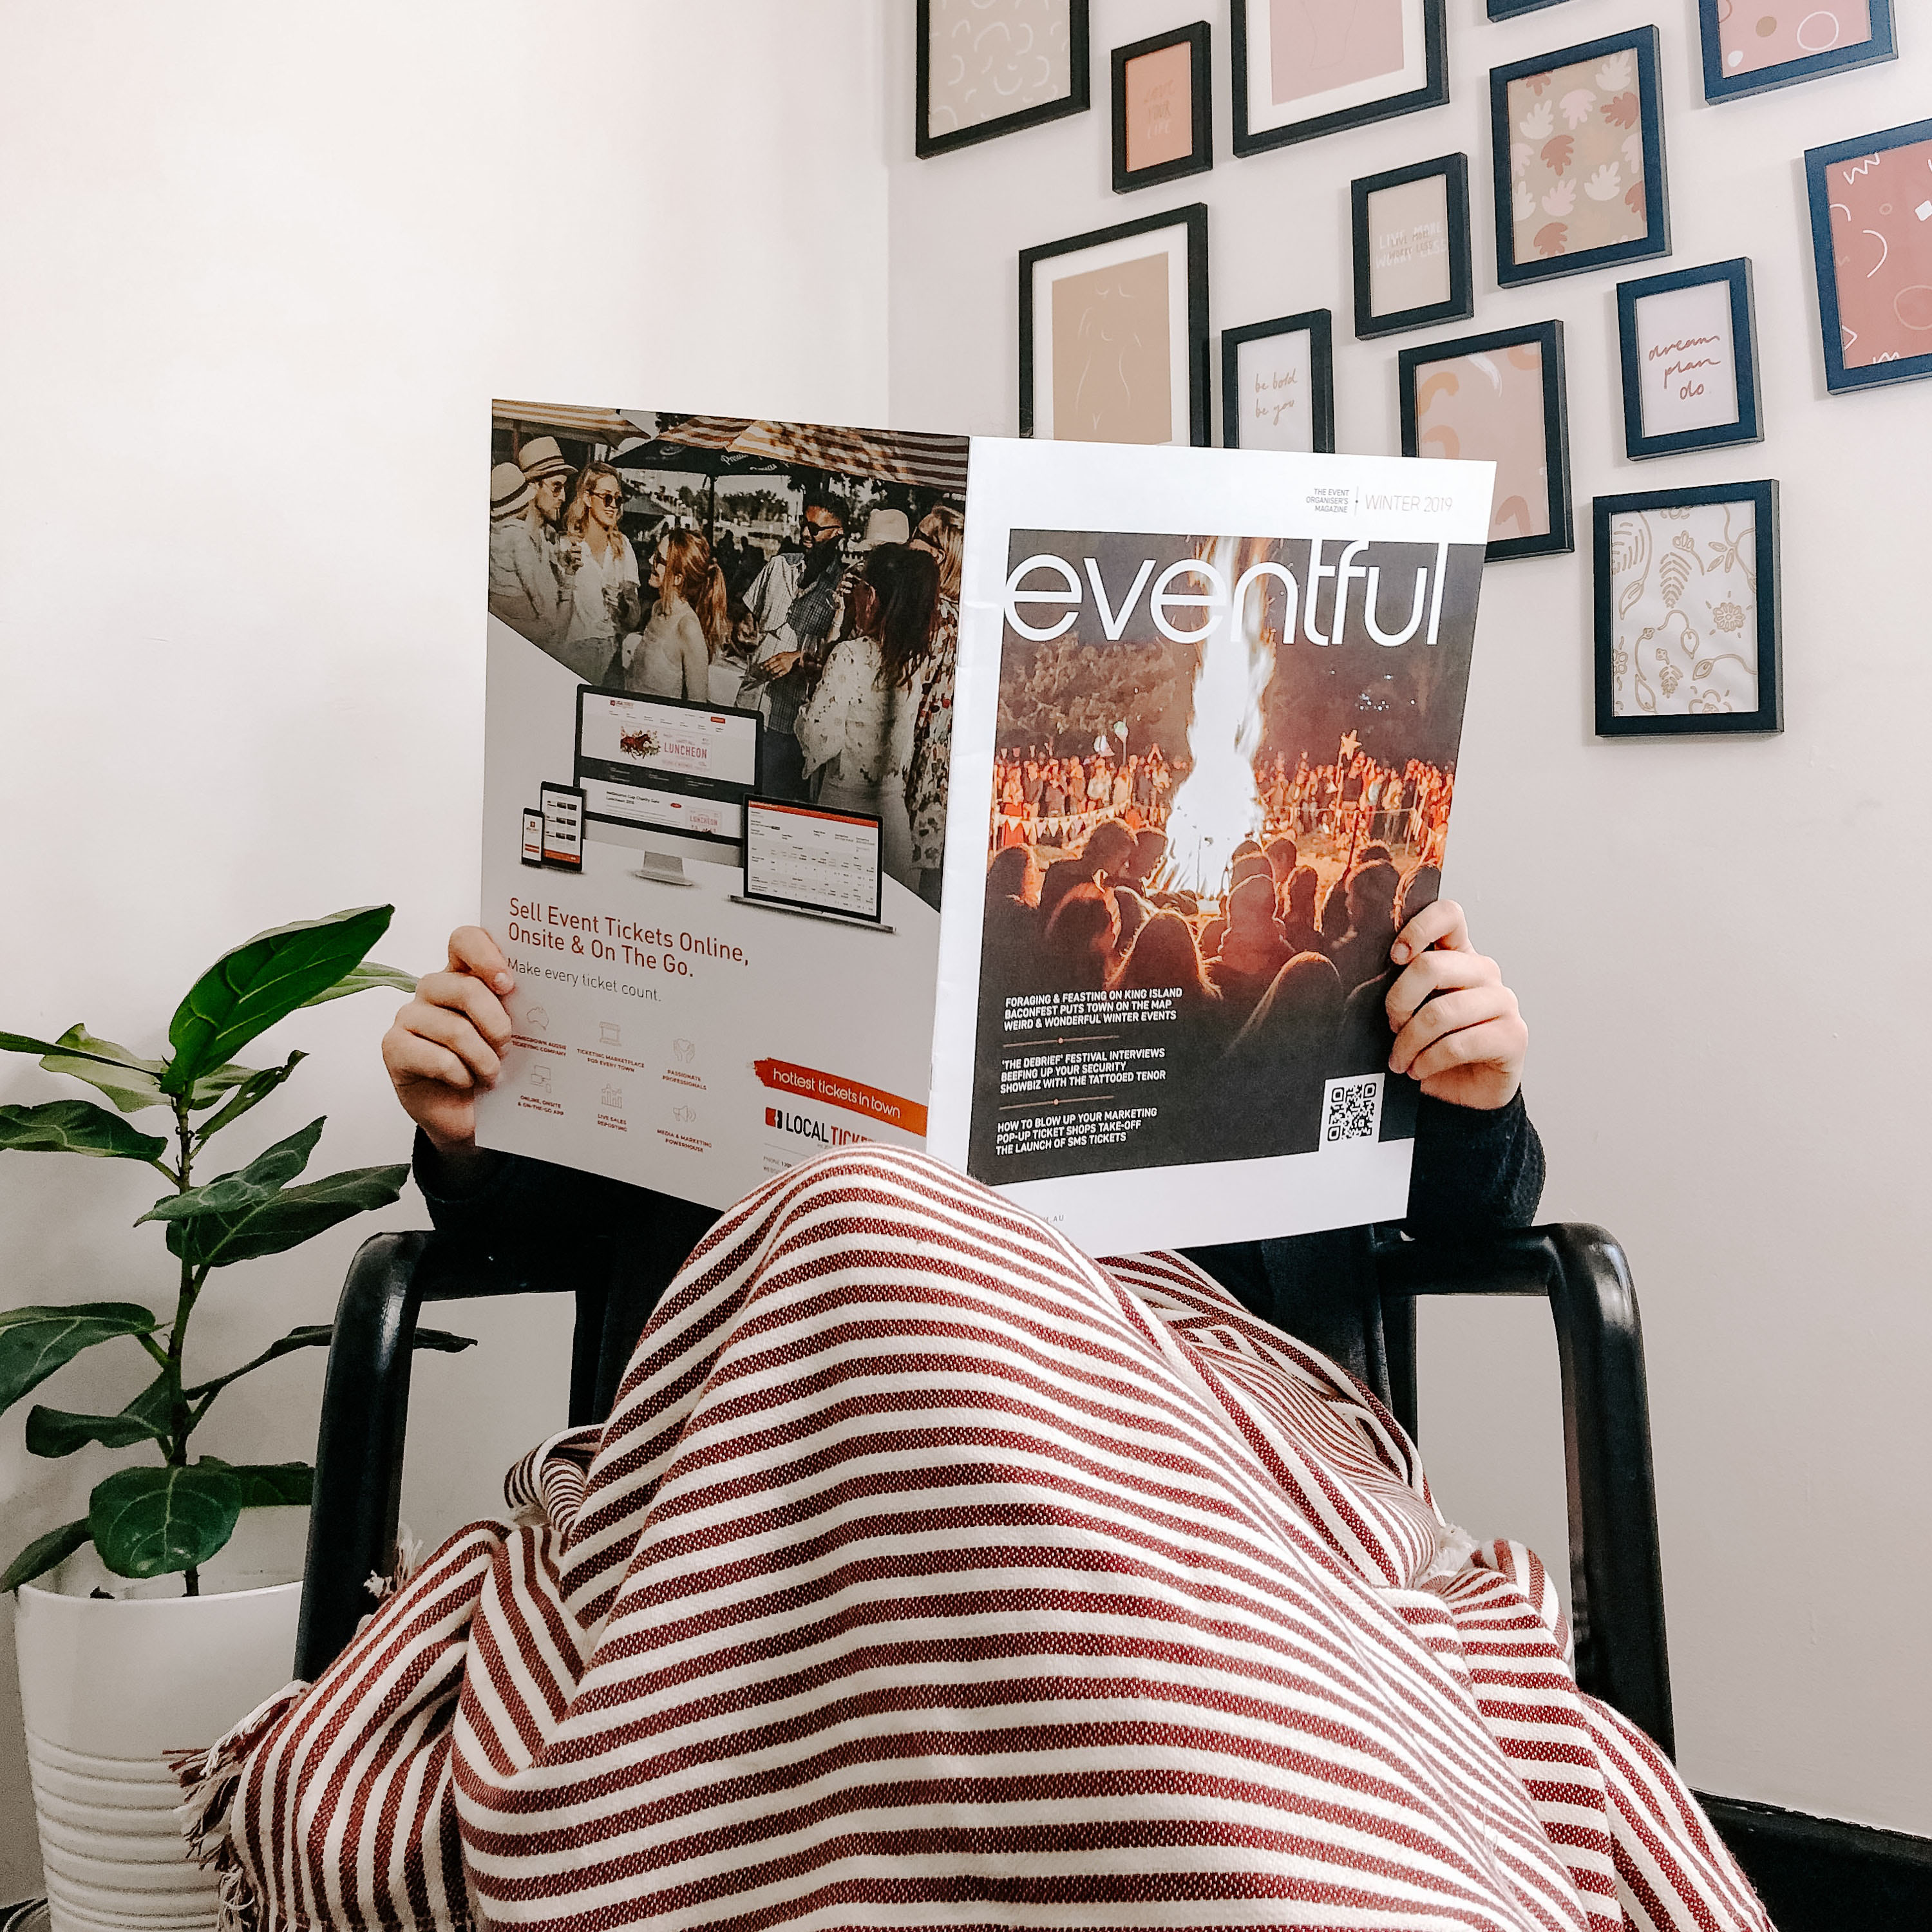 LIVE MORE
be bold
be you
dream
plan
do.
LUNCHEON
Sell Event Tickets Online,
Onsite & On The Go.
Make every ticket count.
HOMEGROWN AUSSIE
TICKETING COMPANY
TICKETING MARKETPLACE
FOR EVERY TOWN
PASSIONATE
PROFESSIONALS
ONLINE, ONSITE
& ON-THE-GO APP
LIVE SALES
REPORTING
MEDIA & MARKETING
POWERHOUSE
hottest tickets in town
LOCAL
THE EVENT
ORGANISER'S
MAGAZINE
WINTER 2019
eventful
FORAGING & FEASTING ON KING ISLAND
BACONFEST PUTS TOWN ON THE MAP
WEIRD & WONDERFUL WINTER EVENTS
'THE DEBRIEF' FESTIVAL INTERVIEWS
BEEFING UP YOUR SECURITY
SHOWBIZ WITH THE TATTOOED TENOR
HOW TO BLOW UP YOUR MARKETING
POP-UP TICKET SHOPS TAKE-OFF
THE LAUNCH OF SMS TICKETS